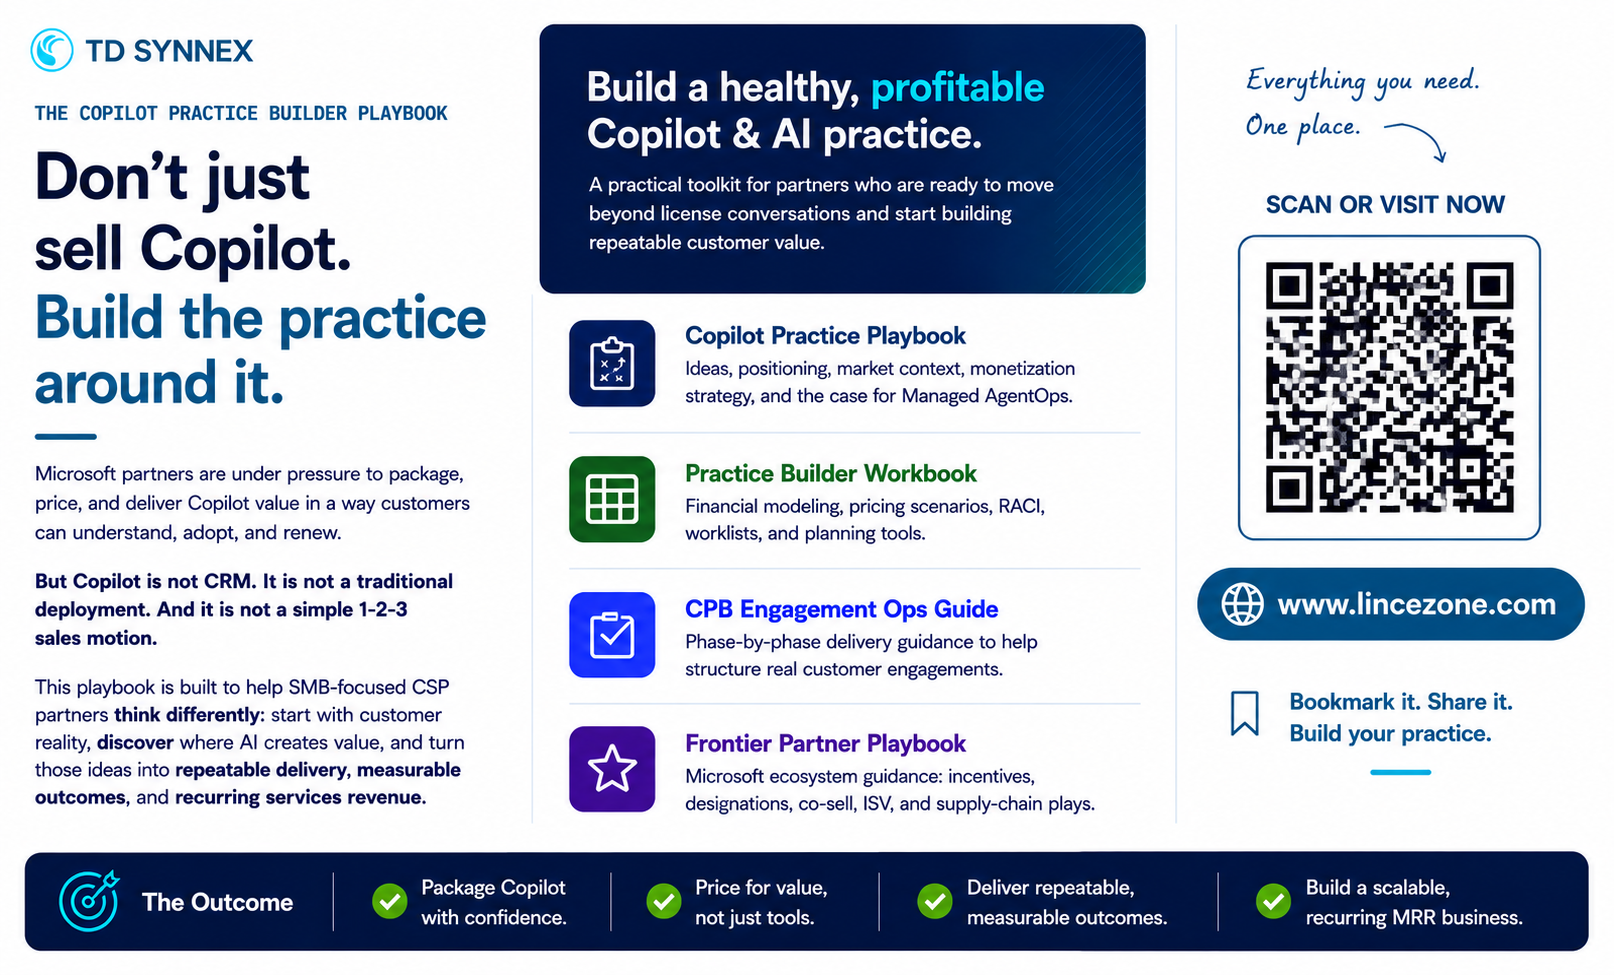 TD SYNNEX
THE COPILOT PRACTICE BUILDER PLAYBOOK
Don't just
sell Copilot.
Build the practice
around it.
Microsoft partners are under pressure to package,
price, and deliver Copilot value in a way customers
can understand, adopt, and renew.
But Copilot is not CRM. It is not a traditional
deployment. And it is not a simple 1-2-3
sales motion.
This playbook is built to help SMB-focused CSP
partners think differently: start with customer
reality, discover where AI creates value, and turn
those ideas into repeatable delivery, measurable
outcomes, and recurring services revenue.
Build a healthy, profitable
Copilot & AI practice.
A practical toolkit for partners who are ready to move
beyond license conversations and start building
repeatable customer value.
Copilot Practice Playbook
Ideas, positioning, market context, monetization
strategy, and the case for Managed AgentOps.
Practice Builder Workbook
Financial modeling, pricing scenarios, RACI,
worklists, and planning tools.
CPB Engagement Ops Guide
Phase-by-phase delivery guidance to help
structure real customer engagements.
Frontier Partner Playbook
Microsoft ecosystem guidance: incentives,
designations, co-sell, ISV, and supply-chain plays.
Everything you need.
One place.
SCAN OR VISIT NOW
www.lincezone.com
Bookmark it. Share it.
Build your practice.
The Outcome
Package Copilot
with confidence.
Price for value,
not just tools.
Deliver repeatable,
measurable outcomes.
Build a scalable,
recurring MRR business.